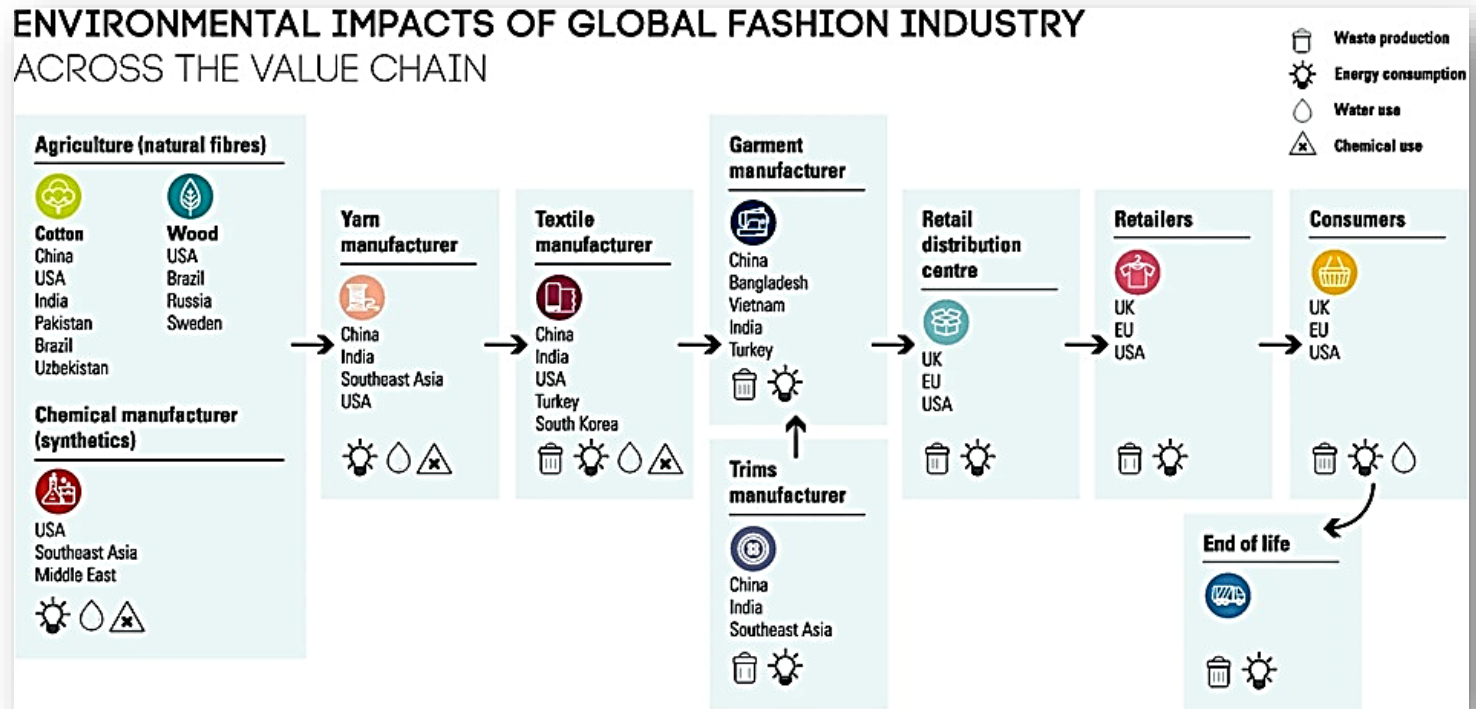 ENVIRONMENTAL IMPACTS OF GLOBAL FASHION INDUSTRY
ACROSS THE VALUE CHAIN
Waste production
Energy consumption
Water use
Chemical use
Agriculture (natural fibres)
Cotton
China
USA
India
Pakistan
Brazil
Uzbekistan
Wood
USA
Brazil
Russia
Sweden
Chemical manufacturer
(synthetics)
USA
Southeast Asia
Middle East
Yarn
manufacturer
China
India
Southeast Asia
USA
Textile
manufacturer
China
India
USA
Turkey
South Korea
Garment
manufacturer
China
Bangladesh
Vietnam
India
Turkey
Trims
manufacturer
China
India
Southeast Asia
Retail
distribution
centre
UK
EU
USA
Retailers
UK
EU
USA
Consumers
UK
EU
USA
End of life